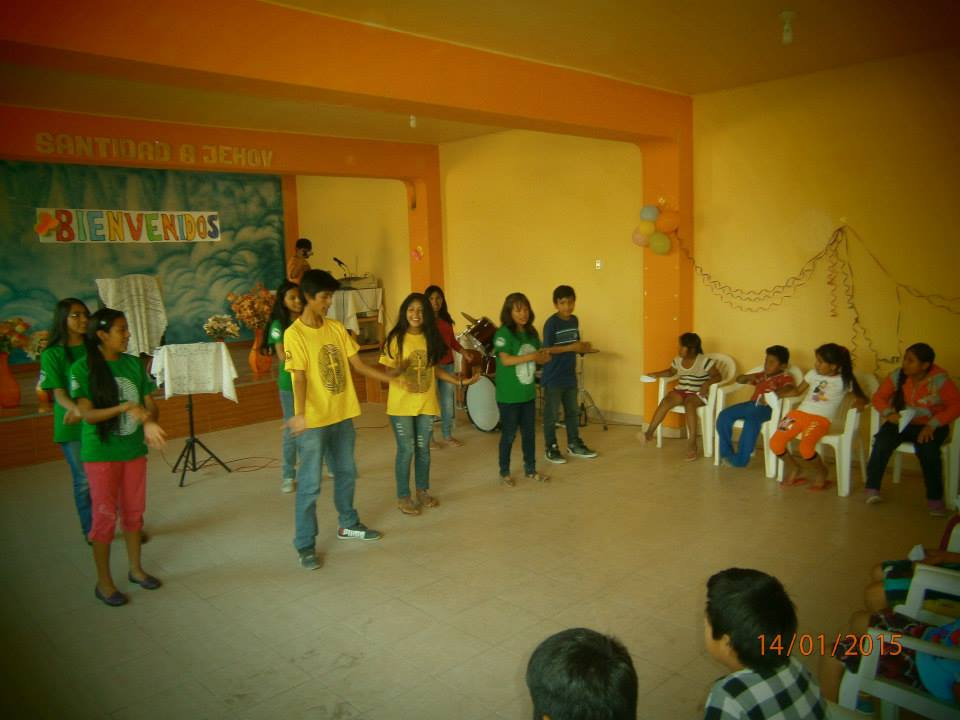 SANTIDAD A JEHOV
BIENVENIDOS
14/01/2015